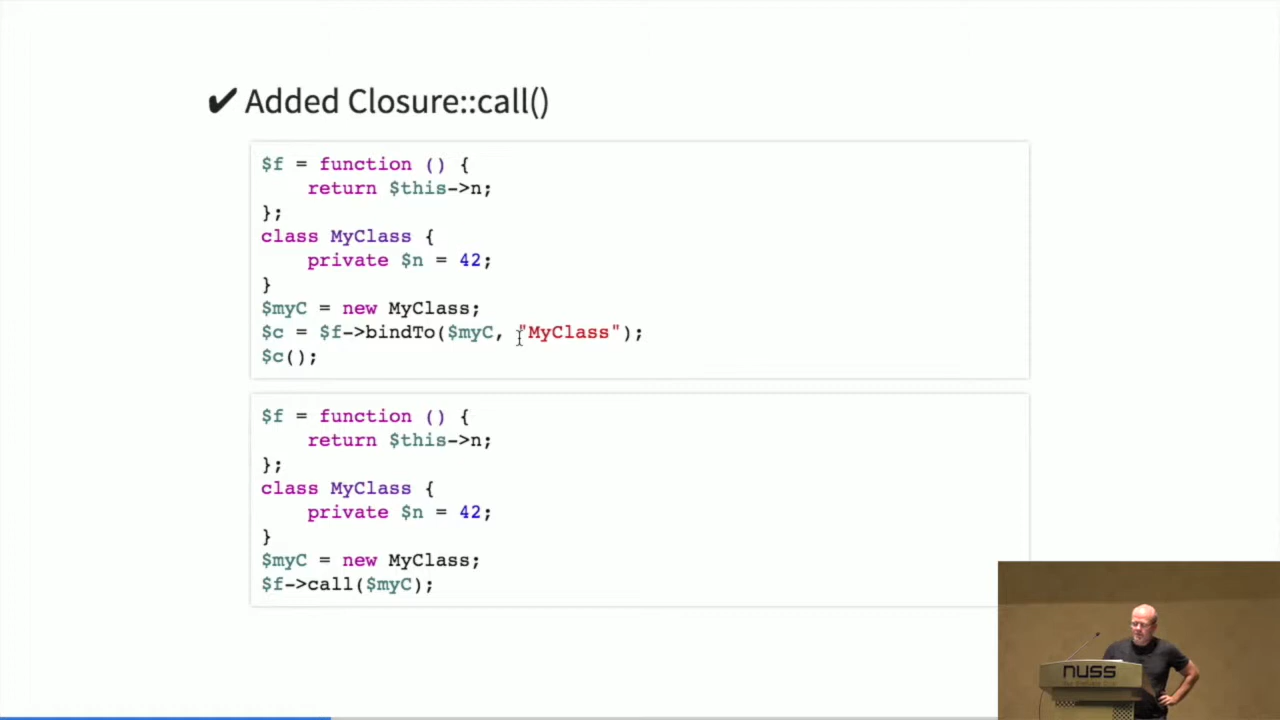 ✔ Added Closure::call()
$f = function () {
    return $this->n;
};
class MyClass {
    private $n = 42;
}
$myC = new MyClass;
$c = $f->bindTo($myC, "MyClass");
$c();
$f = function () {
    return $this->n;
};
class MyClass {
    private $n = 42;
}
$myC = new MyClass;
$f->call($myC);
nuss